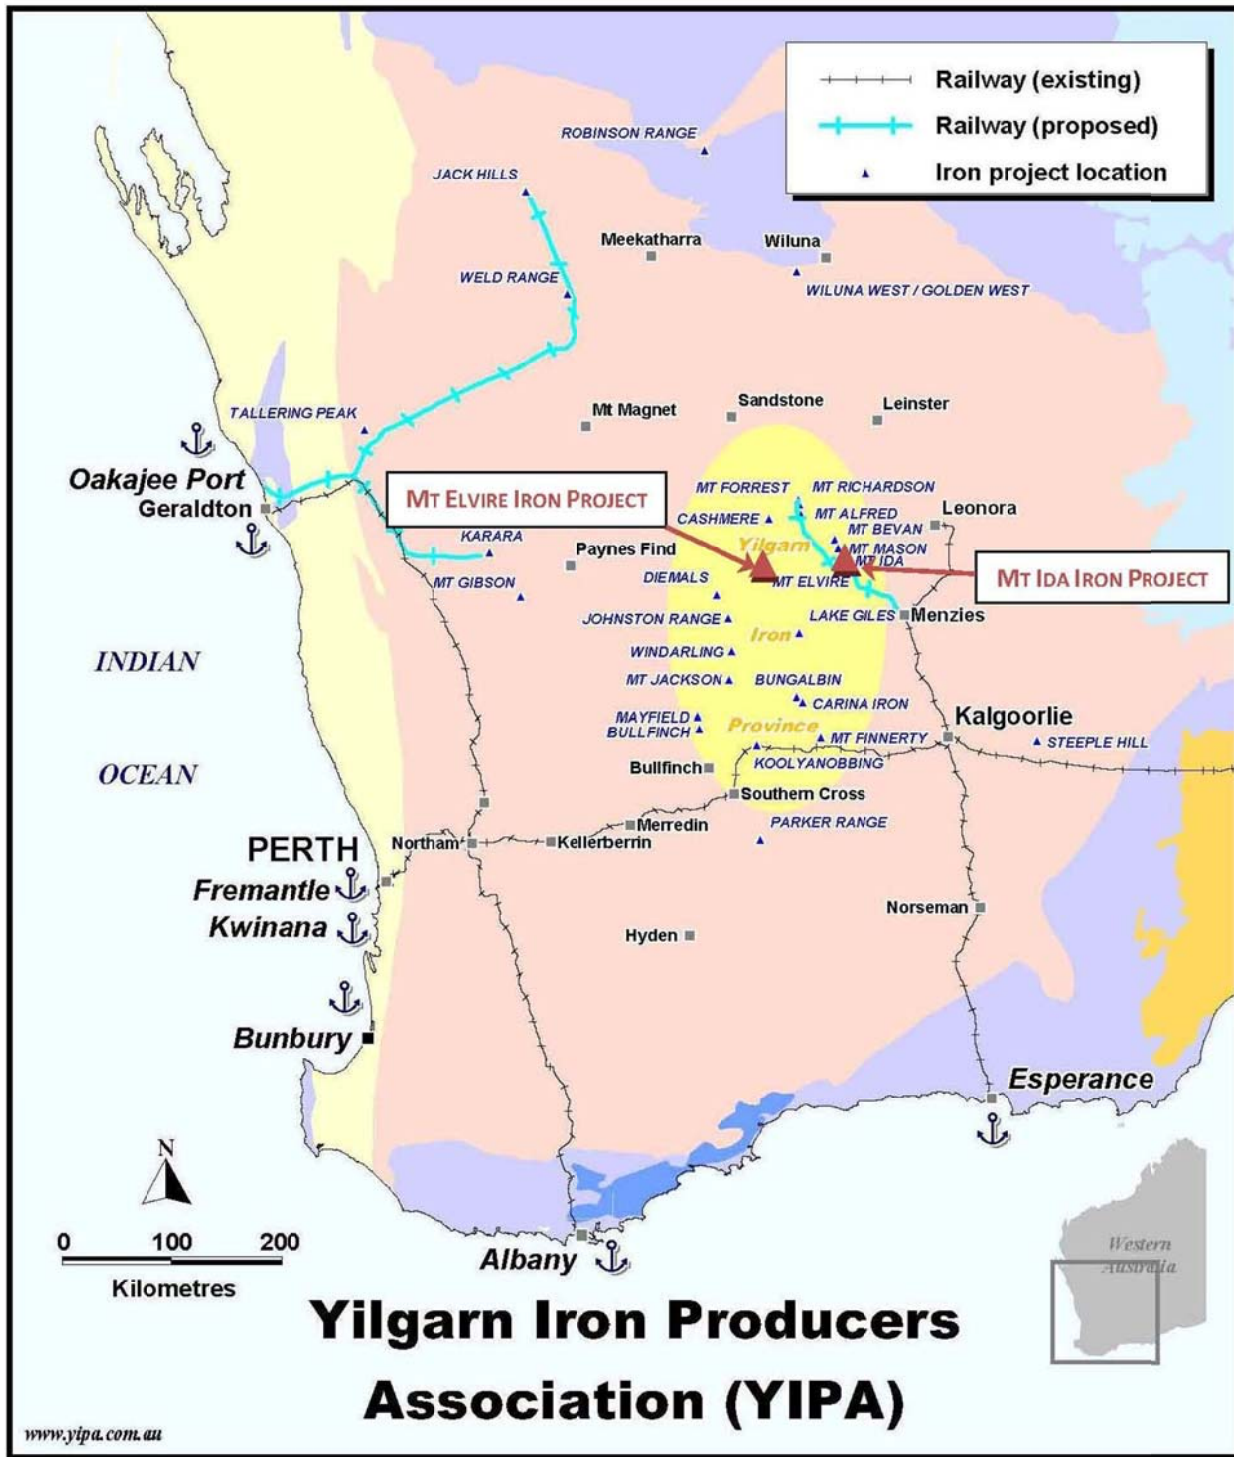 Railway (existing)
Railway (proposed)
Iron project location
ROBINSON RANGE
JACK HILLS
Meekatharra
Wiluna
WELD RANGE
WILUNA WEST / GOLDEN WEST
TALLERING PEAK
Mt Magnet
Sandstone
Leinster
Oakajee Port
Geraldton
MT ELVIRE IRON PROJECT
MT FORREST
MT RICHARDSON
CASHMERE
MT ALFRED
Leonora
MT BEVAN
KARARA
Yilgarn
MT MASON
MT IDA
Paynes Find
MT GIBSON
DIEMALS
MT ELVIRE
MT IDA IRON PROJECT
JOHNSTON RANGE
LAKE GILES
Menzies
Iron
INDIAN
WINDARLING
MT JACKSON
BUNGALBIN
CARINA IRON
MAYFIELD
BULLFINCH
Province
MT FINNERTY
Kalgoorlie
STEEPLE HILL
OCEAN
Bullfinch
KOOLYANOBBING
Southern Cross
Merredin
PARKER RANGE
PERTH
Northam
Kellerberrin
Fremantle
Kwinana
Norseman
Hyden
Bunbury
Esperance
N
0 100 200
Kilometres
Albany
Western
Australia
Yilgarn Iron Producers
Association (YIPA)
www.yipa.com.au